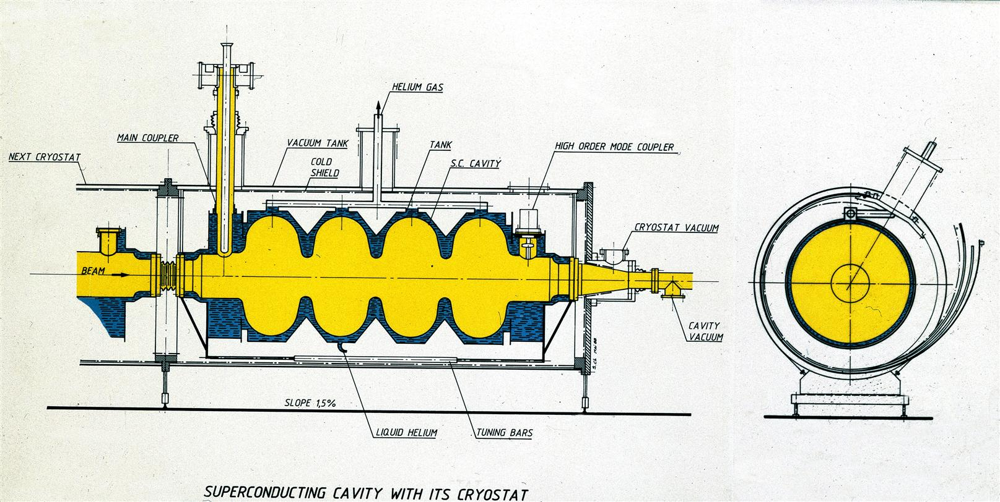 HELIUM GAS
MAIN COUPLER
VACUUM TANK
TANK
HIGH ORDER MODE COUPLER
NEXT CRYOSTAT
COLD
SHIELD
S.C. CAVITY
CRYOSTAT VACUUM
BEAM
CAVITY
VACUUM
SLOPE 1,5%
LIQUID HELIUM
TUNING BARS
SUPERCONDUCTING CAVITY WITH ITS CRYOSTAT